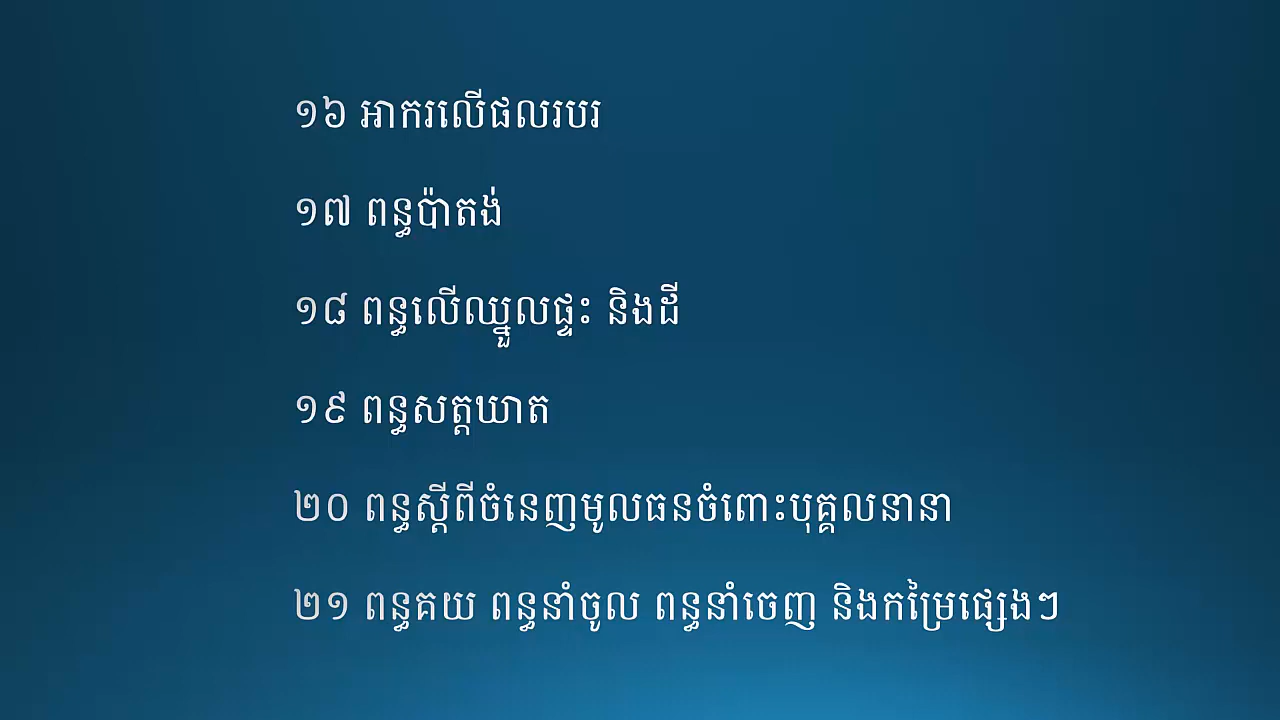 ១៦ អាករលើផលរបរ
១៧ ពន្ធប៉ាតង់
១៨ ពន្ធលើឈ្នួលផ្ទះ និងដី
១៩ ពន្ធសត្តឃាត
២០ ពន្ធស្តីពីចំនេញមូលធនចំពោះបុគ្គលនានា
២១ ពន្ធគយ ពន្ធនាំចូល ពន្ធនាំចេញ និងកម្រៃផ្សេងៗ